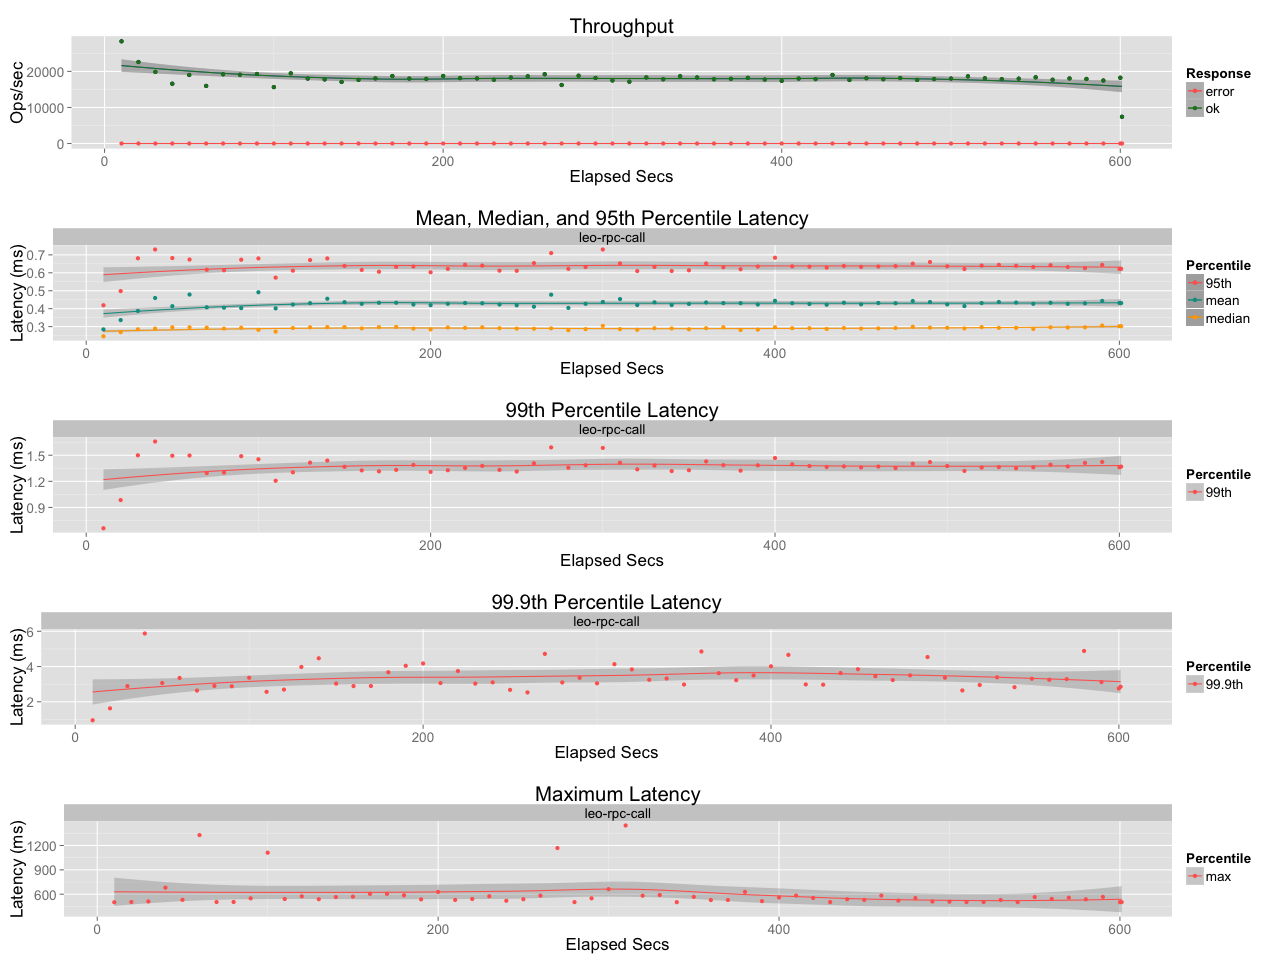 Throughput
Ops/sec
20000
10000
0
0 200 400 600
Elapsed Secs
Response
error
ok
Mean, Median, and 95th Percentile Latency
leo-rpc-call
Latency (ms)
0.7
0.6
0.5
0.4
0.3
0 200 400 600
Elapsed Secs
Percentile
95th
mean
median
99th Percentile Latency
leo-rpc-call
Latency (ms)
1.5
1.2
0.9
0 200 400 600
Elapsed Secs
Percentile
99th
99.9th Percentile Latency
leo-rpc-call
Latency (ms)
6
4
2
0 200 400 600
Elapsed Secs
Percentile
99.9th
Maximum Latency
leo-rpc-call
Latency (ms)
1200
900
600
0 200 400 600
Elapsed Secs
Percentile
max